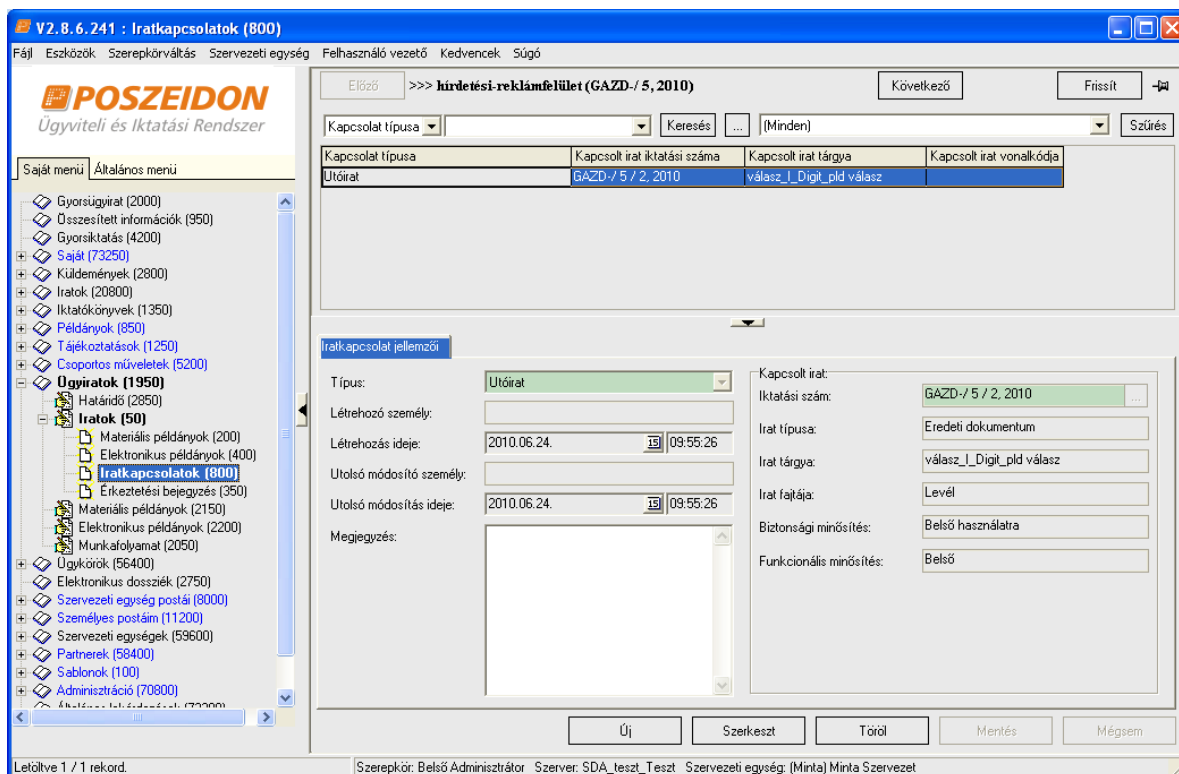 V2.8.6.241 : Iratkapcsolatok (800)
Fájl Eszközök Szerepkörváltás Szervezeti egység Felhasználó vezető Kedvencek Súgó
POSZEIDON
Ügyviteli és Iktatási Rendszer
Saját menü Általános menü
Gyorsügyirat (2000)
Összesített információk (950)
Gyorsiktatás (4200)
Saját (73250)
Küldemények (2800)
Iratok (20800)
Iktatókönyvek (1350)
Példányok (850)
Tájékoztatások (1250)
Csoportos műveletek (5200)
Ügyiratok (1950)
Határidő (2850)
Iratok (50)
Materiális példányok (200)
Elektronikus példányok (400)
Iratkapcsolatok (800)
Érkeztetési bejegyzés (350)
Materiális példányok (2150)
Elektronikus példányok (2200)
Munkafolyamat (2050)
Ügykörök (56400)
Elektronikus dossziék (2750)
Szervezeti egység postái (8000)
Személyes postáim (11200)
Szervezeti egységek (59600)
Partnerek (58400)
Sablonok (100)
Adminisztráció (70800)
Előző >>> hírdetési-reklámfelület (GAZD-/ 5, 2010) Következő Frissít
Kapcsolat típusa Keresés ... (Minden) Szűrés
Kapcsolat típusa Kapcsolt irat iktatási száma Kapcsolt irat tárgya Kapcsolt irat vonalkódja
Utóirat GAZD-/ 5 / 2, 2010 válasz_I_Digit_pld válasz
Iratkapcsolat jellemzői
Típus: Utóirat
Létrehozó személy:
Létrehozás ideje: 2010.06.24. 15 09:55:26
Utolsó módosító személy:
Utolsó módosítás ideje: 2010.06.24. 15 09:55:26
Megjegyzés:
Kapcsolt irat:
Iktatási szám: GAZD-/ 5 / 2, 2010 ...
Irat típusa: Eredeti dokumentum
Irat tárgya: válasz_I_Digit_pld válasz
Irat fajtája: Levél
Biztonsági minősítés: Belső használatra
Funkcionális minősítés: Belső
Új Szerkeszt Töröl Mentés Mégsem
Letöltve 1 / 1 rekord. Szerepkör: Belső Adminisztrátor Szerver: SDA_teszt_Teszt Szervezeti egység: (Minta) Minta Szervezet